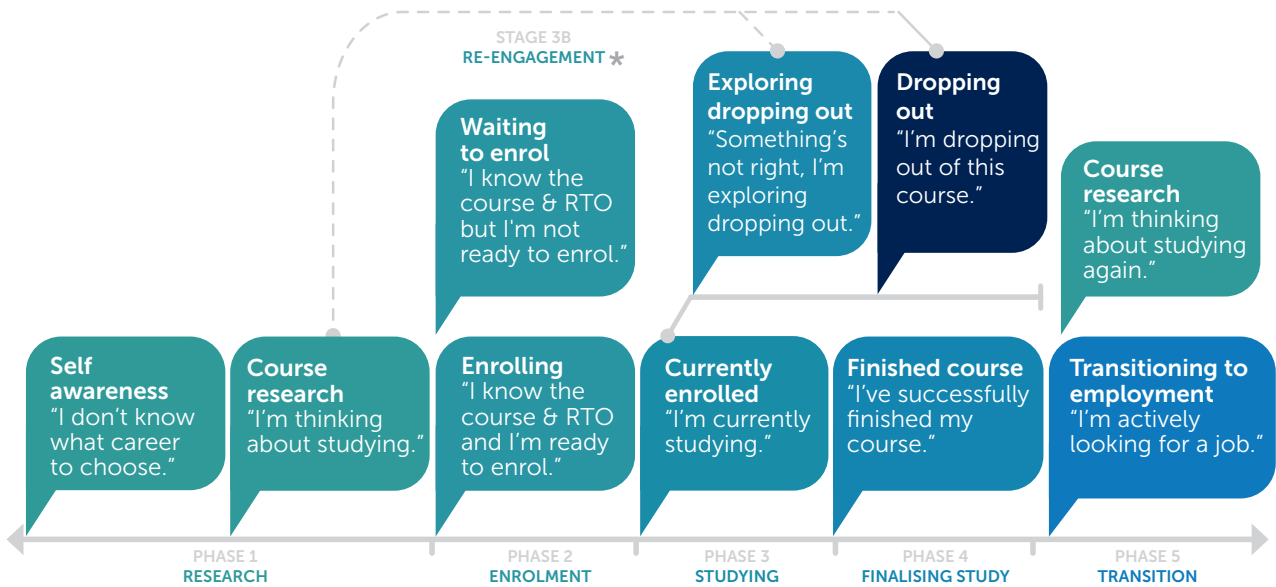 STAGE 3B
RE-ENGAGEMENT *
Waiting
to enrol
“I know the
course & RTO
but I'm not
ready to enrol.”
Exploring
dropping out
“Something’s
not right, I’m
exploring
dropping out.”
Dropping
out
“I’m dropping
out of this
course.”
Course
research
“I’m thinking
about studying
again.”
Self
awareness
“I don’t know
what career
to choose.”
Course
research
“I’m thinking
about studying.”
Enrolling
“I know the
course & RTO
and I’m ready
to enrol.”
Currently
enrolled
“I’m currently
studying.”
Finished course
“I’ve successfully
finished my
course.”
Transitioning to
employment
“I’m actively
looking for a job.”
PHASE 1
RESEARCH
PHASE 2
ENROLMENT
PHASE 3
STUDYING
PHASE 4
FINALISING STUDY
PHASE 5
TRANSITION